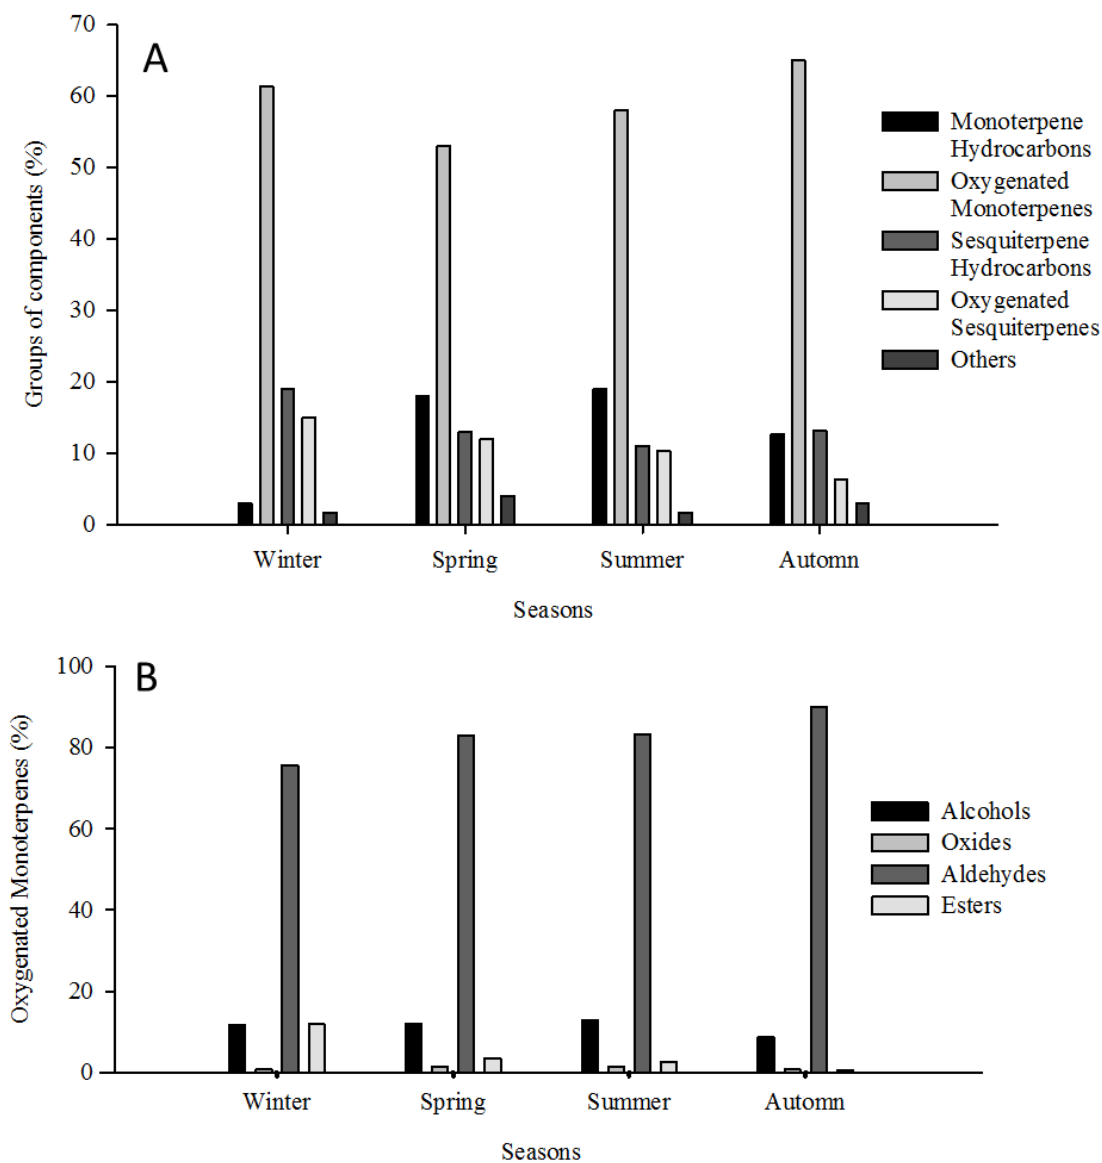 A
70
60
50
40
30
20
10
0
Groups of components (%)
Winter
Spring
Summer
Automn
Seasons
Monoterpene
Hydrocarbons
Oxygenated
Monoterpenes
Sesquiterpene
Hydrocarbons
Oxygenated
Sesquiterpenes
Others
B
100
80
60
40
20
0
Oxygenated Monoterpenes (%)
Winter
Spring
Summer
Automn
Seasons
Alcohols
Oxides
Aldehydes
Esters